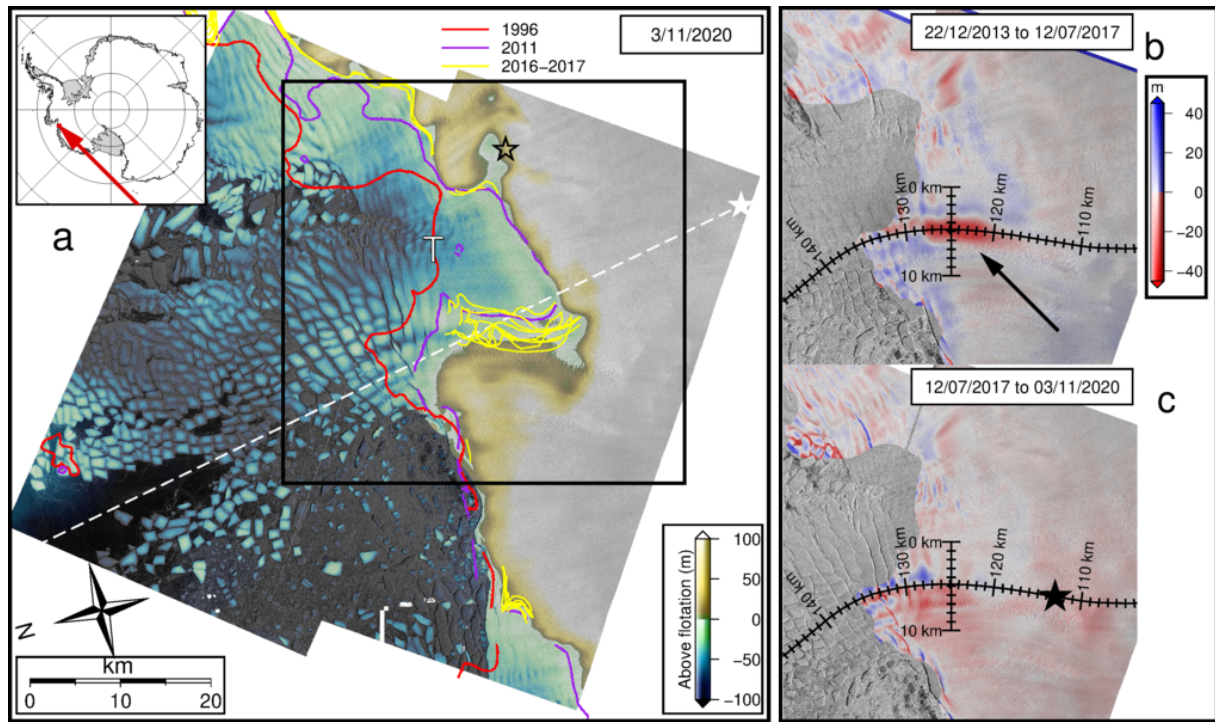 1996
2011
2016−2017
3/11/2020
a
T
N
km
0 10 20
Above flotation (m)
100
50
0
−50
−100
22/12/2013 to 12/07/2017
b
m
40
20
0
−20
−40
0 km
10 km
140 km
130 km
120 km
110 km
12/07/2017 to 03/11/2020
c
0 km
10 km
140 km
130 km
120 km
110 km